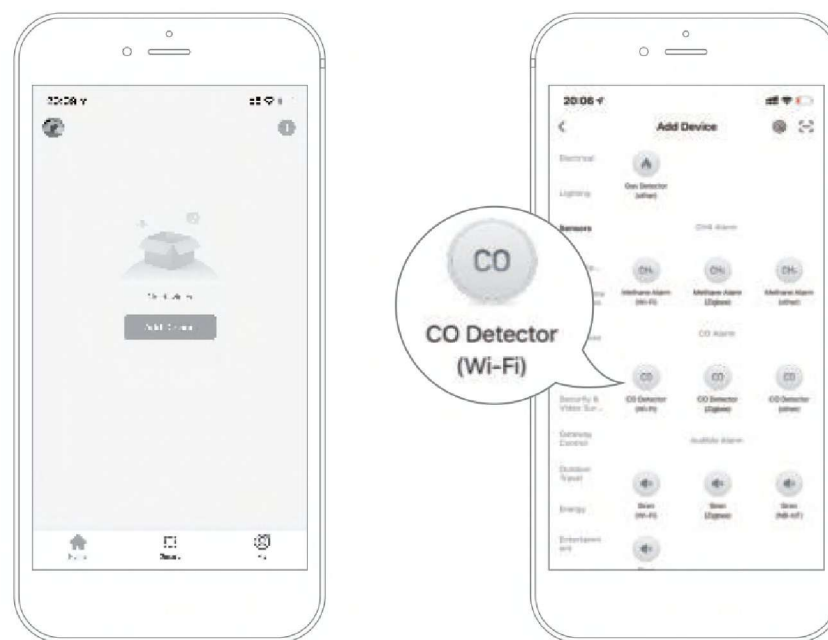 Add Device
20:06
Add Device
Electrical
Lighting
Gas Detector
(other)
Sensors
CH4 Alarm
CH₄
CH₄
CH₄
Methane Alarm
(Wi-Fi)
Methane Alarm
(Zigbee)
Methane Alarm
(other)
CO
CO Detector
(Wi-Fi)
CO Alarm
CO
CO
CO
CO Detector
(Wi-Fi)
CO Detector
(Zigbee)
CO Detector
(other)
Security &
Video Sur...
Gateway
Control
Audible Alarm
Outdoor
Travel
Energy
Siren
(Wi-Fi)
Siren
(Zigbee)
Siren
(NB-IoT)
Entertainm
ent